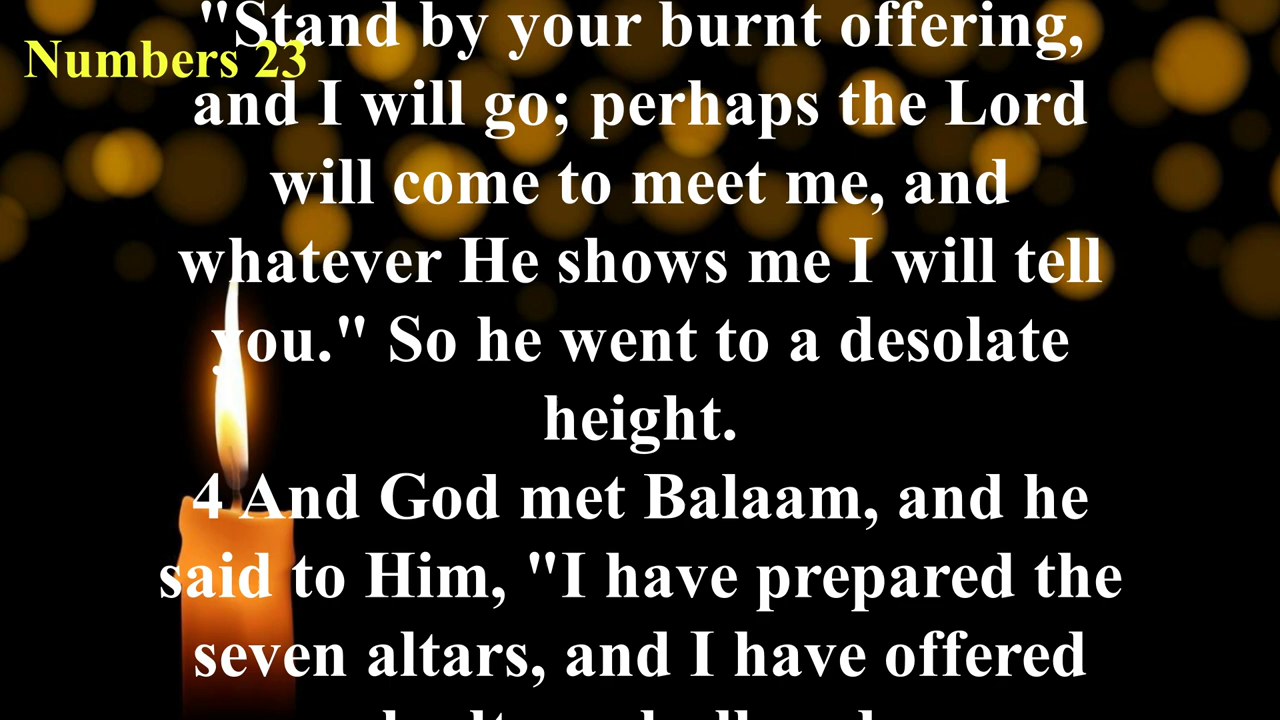 "Stand by your burnt offering,
Numbers 23
and I will go; perhaps the Lord
will come to meet me, and
whatever He shows me I will tell
you." So he went to a desolate
height.
4 And God met Balaam, and he
said to Him, "I have prepared the
seven altars, and I have offered